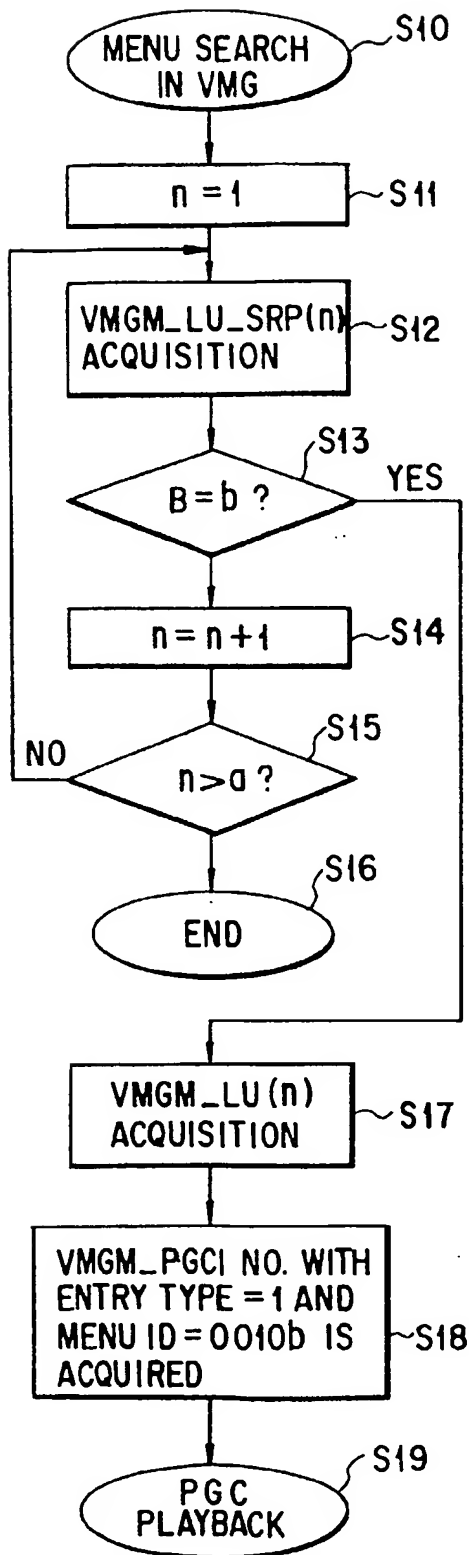 MENU SEARCH
IN VMG
S10
n = 1
S11
VMGM_LU_SRP(n)
ACQUISITION
S12
S13
B = b ?
YES
n = n+1
S14
S15
NO
n>a ?
S16
END
VMGM_LU(n)
ACQUISITION
S17
VMGM_PGCI NO. WITH
ENTRY TYPE = 1 AND
MENU ID = 0010b IS
ACQUIRED
S18
S19
PGC
PLAYBACK